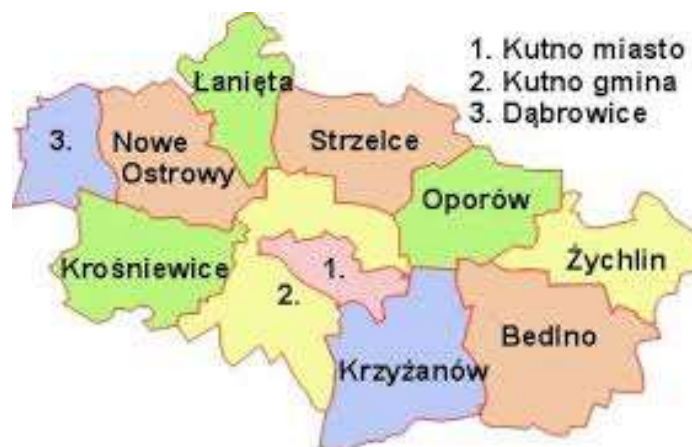 1. Kutno miasto
2. Kutno gmina
3. Dąbrowice
Łanięta
3.
Nowe
Ostrowy
Strzelce
Oporów
Krośniewice
1.
2.
Żychlin
Krzyżanów
Bedlno